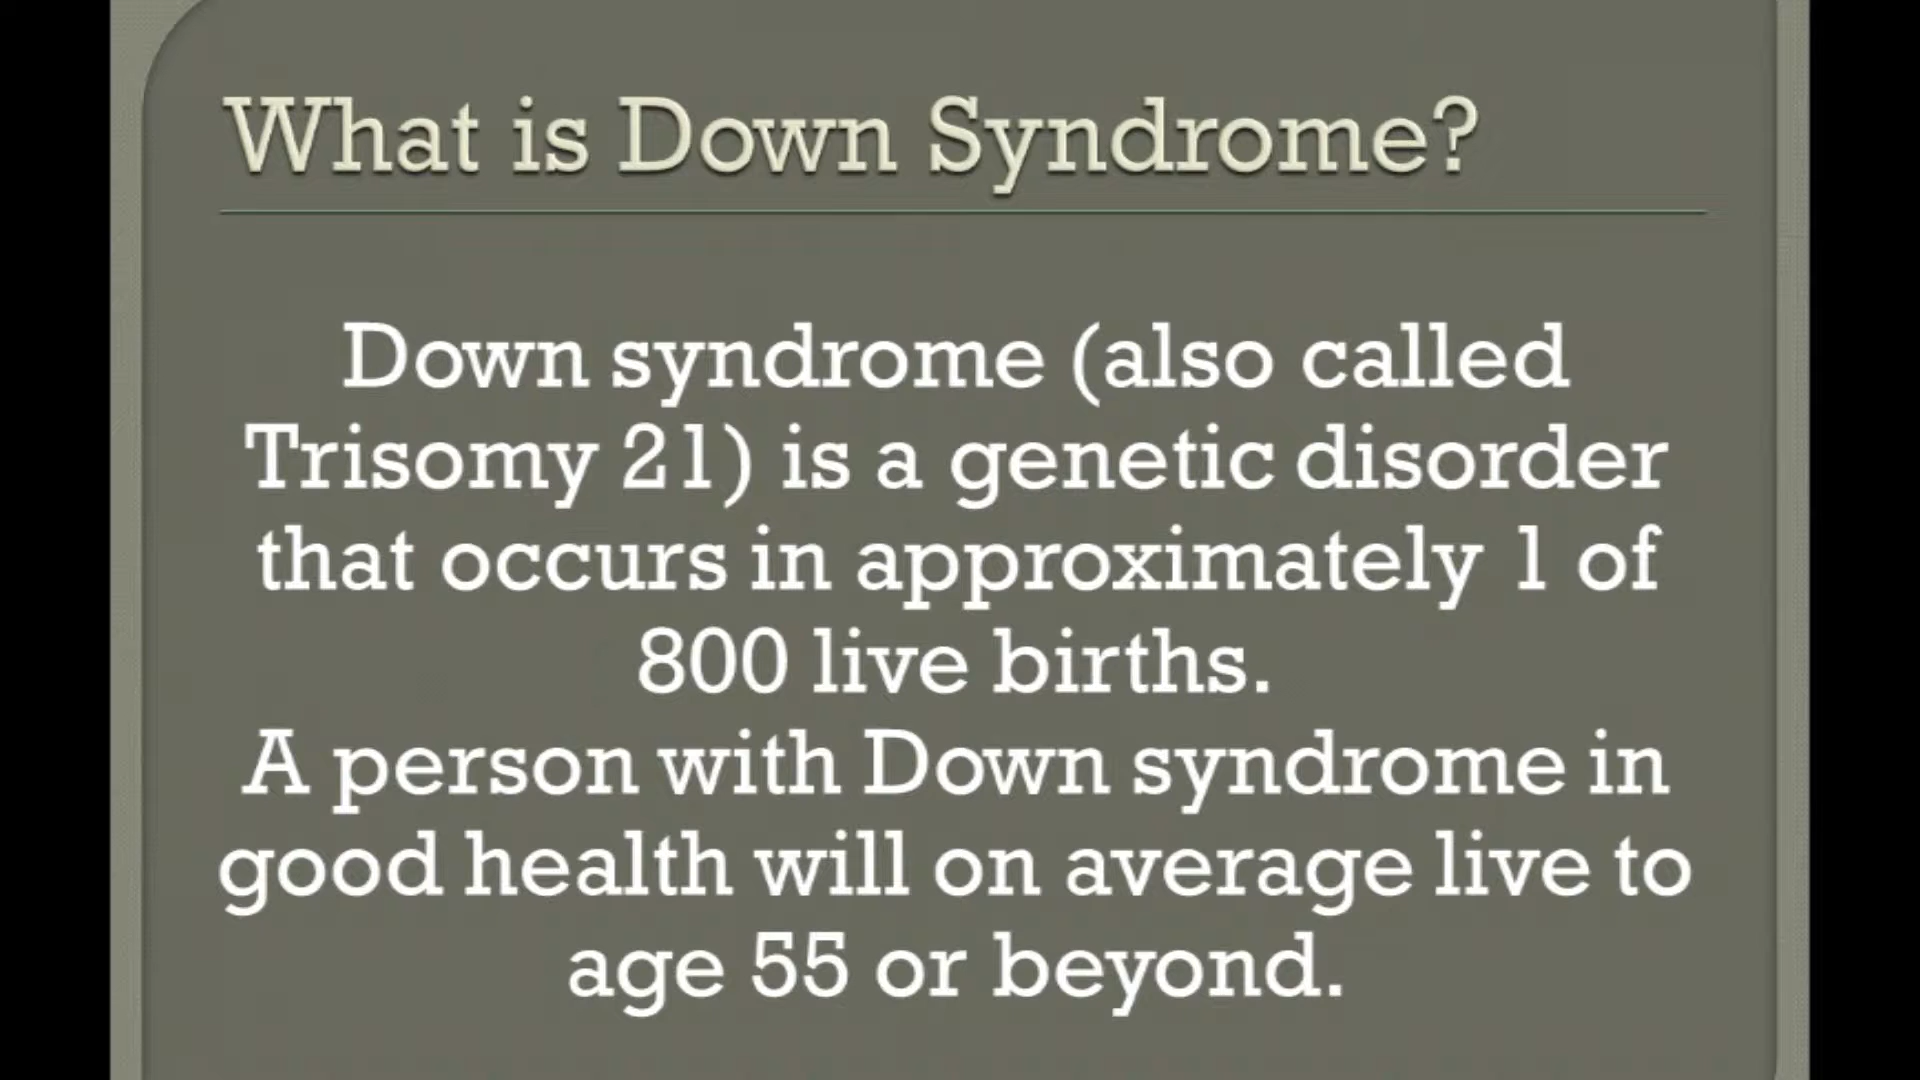 What is Down Syndrome?
Down syndrome (also called
Trisomy 21) is a genetic disorder
that occurs in approximately 1 of
800 live births.
A person with Down syndrome in
good health will on average live to
age 55 or beyond.